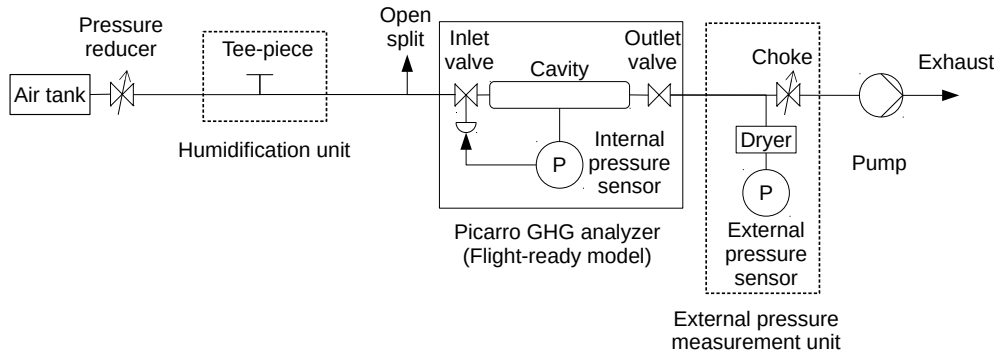 Pressure
reducer
Air tank
Tee-piece
Humidification unit
Open
split
Inlet
valve
Cavity
Outlet
valve
P
Internal
pressure
sensor
Picarro GHG analyzer
(Flight-ready model)
Choke
Dryer
P
External
pressure
sensor
External pressure
measurement unit
Pump
Exhaust